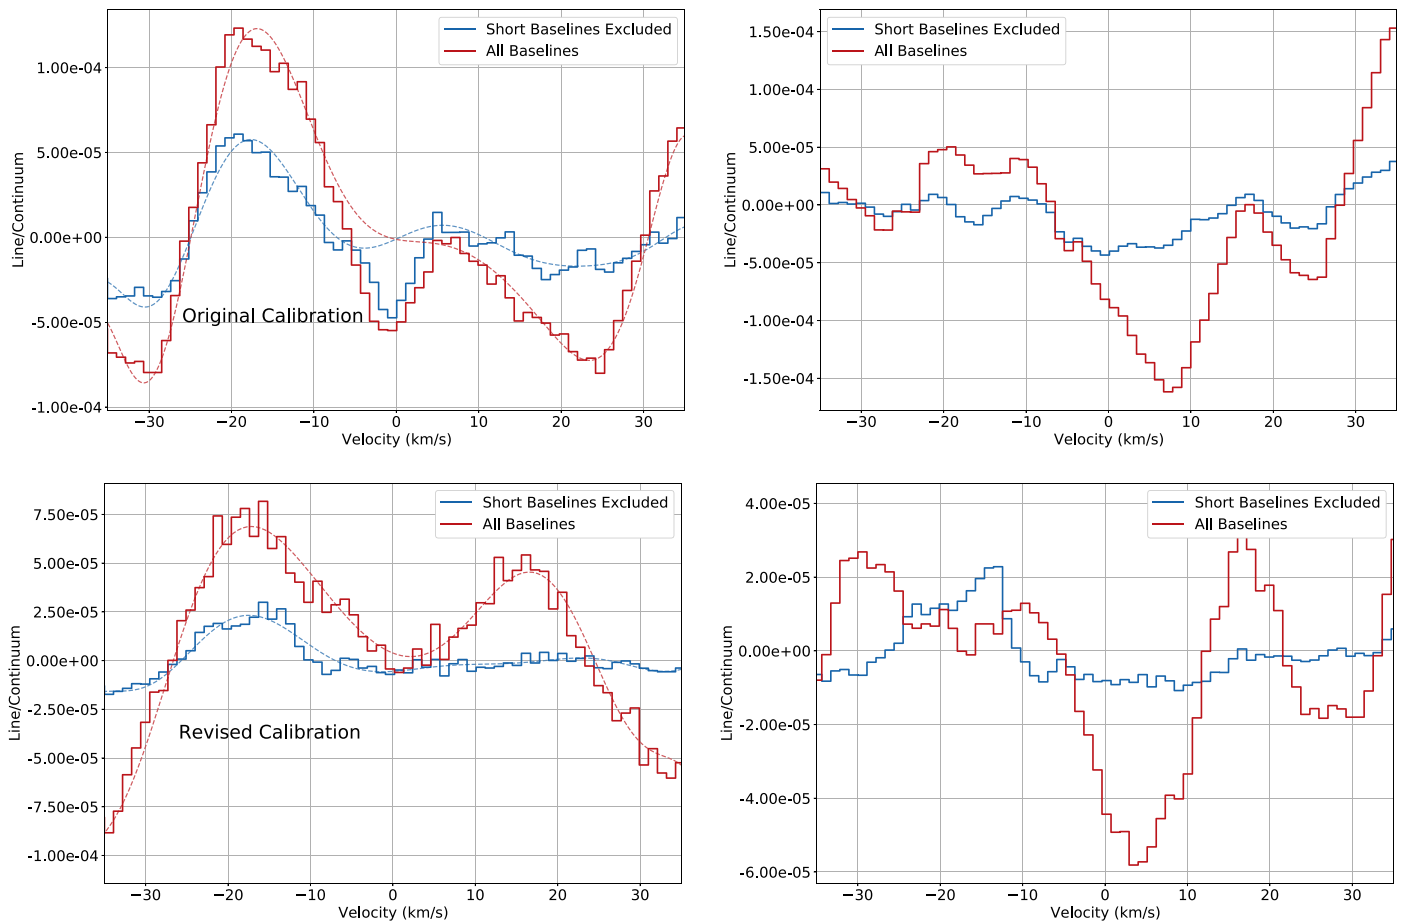 Short Baselines Excluded
All Baselines
1.00e-04
5.00e-05
0.00e+00
-5.00e-05
-1.00e-04
Line/Continuum
Original Calibration
−30 −20 −10 0 10 20 30
Velocity (km/s)
Short Baselines Excluded
All Baselines
1.50e-04
1.00e-04
5.00e-05
0.00e+00
-5.00e-05
-1.00e-04
-1.50e-04
Line/Continuum
−30 −20 −10 0 10 20 30
Velocity (km/s)
Short Baselines Excluded
All Baselines
7.50e-05
5.00e-05
2.50e-05
0.00e+00
-2.50e-05
-5.00e-05
-7.50e-05
-1.00e-04
Line/Continuum
Revised Calibration
−30 −20 −10 0 10 20 30
Velocity (km/s)
Short Baselines Excluded
All Baselines
4.00e-05
2.00e-05
0.00e+00
-2.00e-05
-4.00e-05
-6.00e-05
Line/Continuum
−30 −20 −10 0 10 20 30
Velocity (km/s)